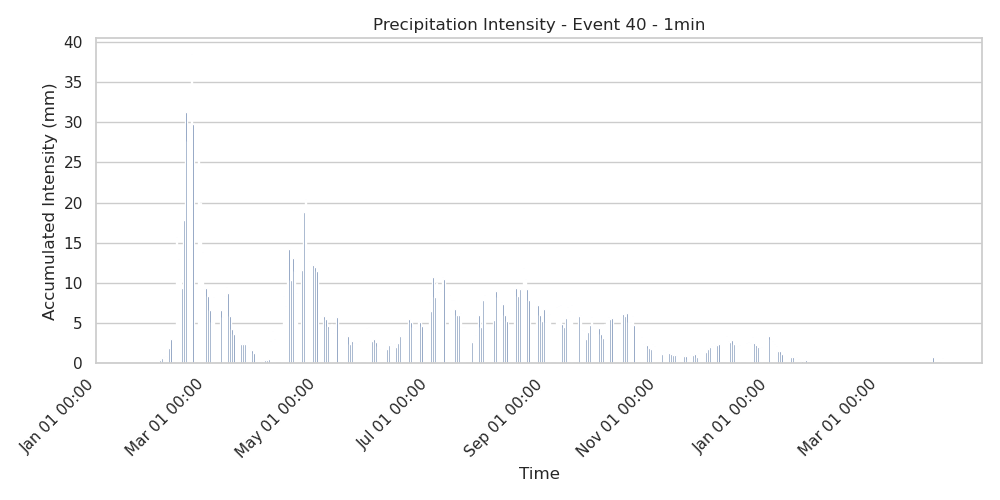 Precipitation Intensity - Event 40 - 1min
Accumulated Intensity (mm)
40
35
30
25
20
15
10
5
0
Jan 01 00:00
Mar 01 00:00
May 01 00:00
Jul 01 00:00
Sep 01 00:00
Nov 01 00:00
Jan 01 00:00
Mar 01 00:00
Time